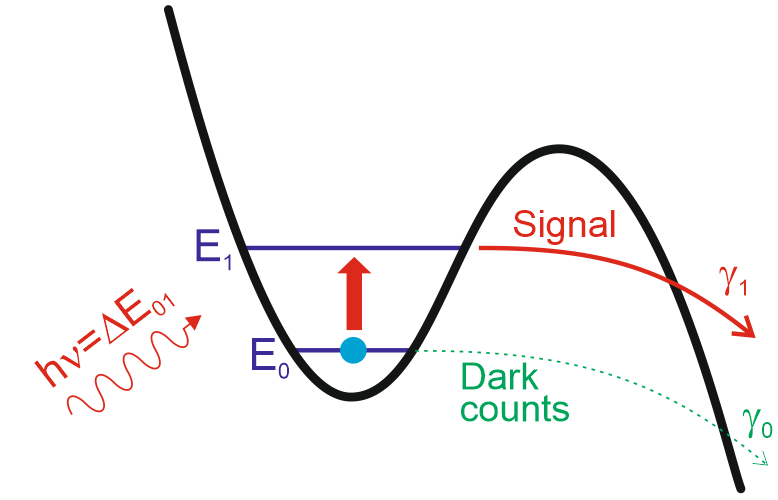 Signal
E₁
γ₁
hν=ΔE₀₁
E₀
Dark
counts
γ₀